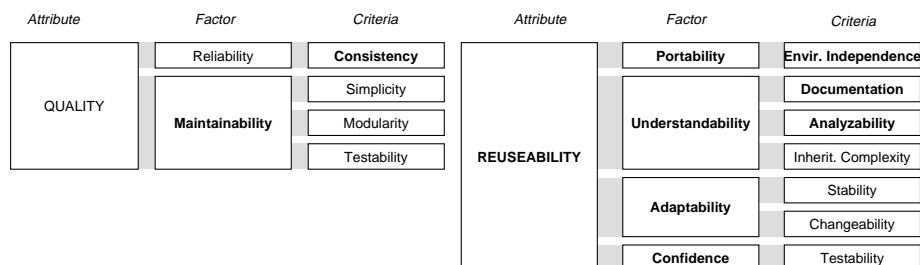 Attribute Factor Criteria
QUALITY
Reliability
Consistency
Maintainability
Simplicity
Modularity
Testability
Attribute Factor Criteria
REUSEABILITY
Portability
Envir. Independence
Understandability
Documentation
Analyzability
Inherit. Complexity
Adaptability
Stability
Changeability
Confidence
Testability